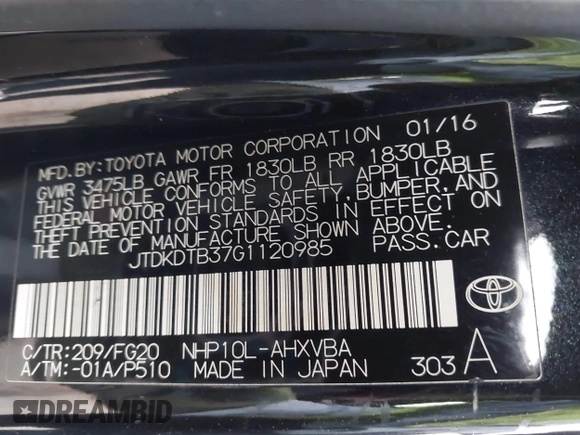 MFD. BY: TOYOTA MOTOR CORPORATION 01/16
GVWR 3475LB GAWR FR 1830LB RR 1830LB
THIS VEHICLE CONFORMS TO ALL APPLICABLE
FEDERAL MOTOR VEHICLE SAFETY, BUMPER, AND
THEFT PREVENTION STANDARDS IN EFFECT ON
THE DATE OF MANUFACTURE SHOWN ABOVE.
JTDKDTB37G1120985 PASS. CAR
C/TR: 209/FG20 NHP10L-AHXVBA
A/TM: -01A/P510 MADE IN JAPAN 303 A
DREAMBID